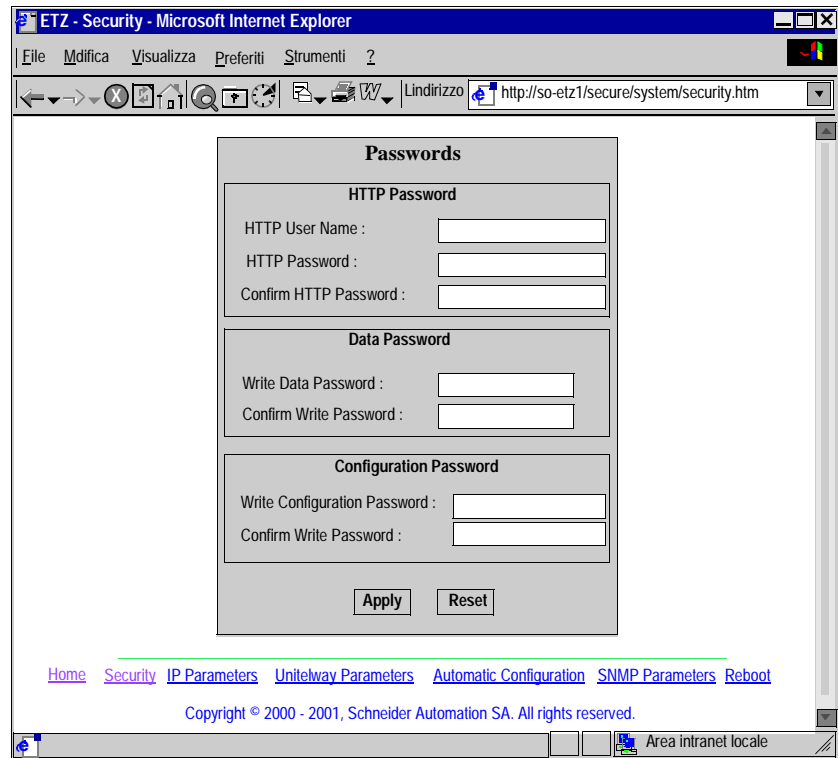 ETZ - Security - Microsoft Internet Explorer
File Mdifica Visualizza Preferiti Strumenti ?
Lindirizzo http://so-etz1/secure/system/security.htm
Passwords
HTTP Password
HTTP User Name :
HTTP Password :
Confirm HTTP Password :
Data Password
Write Data Password :
Confirm Write Password :
Configuration Password
Write Configuration Password :
Confirm Write Password :
Apply Reset
Home Security IP Parameters Unitelway Parameters Automatic Configuration SNMP Parameters Reboot
Copyright © 2000 - 2001, Schneider Automation SA. All rights reserved.
Area intranet locale